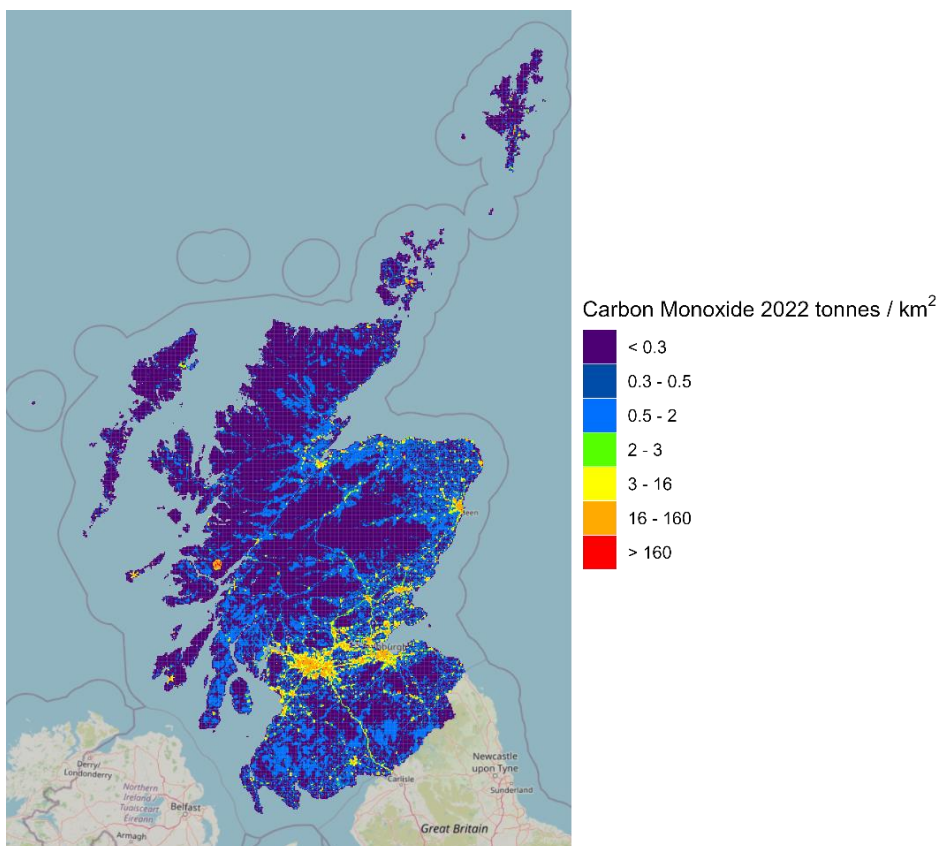 Carbon Monoxide 2022 tonnes / km²
< 0.3
0.3 - 0.5
0.5 - 2
2 - 3
3 - 16
16 - 160
> 160
Derry/
Londonderry
Northern
Ireland /
Tuaisceart
Éireann
Belfast
Armagh
Carlisle
Newcastle
upon Tyne
Sunderland
Great Britain